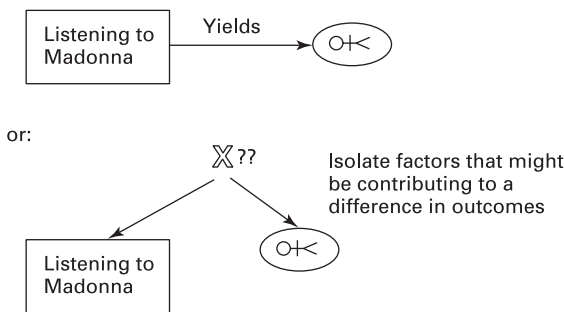 Listening to
Madonna
Yields
or:
X ??
Isolate factors that might
be contributing to a
difference in outcomes
Listening to
Madonna